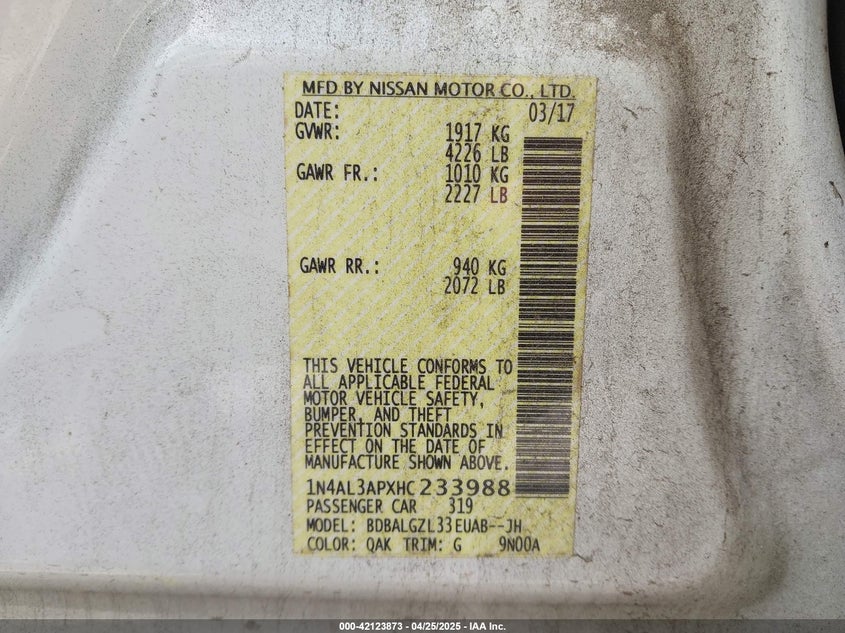 MFD BY NISSAN MOTOR CO., LTD.
DATE: 03/17
GVWR: 1917 KG
4226 LB
GAWR FR.: 1010 KG
2227 LB
GAWR RR.: 940 KG
2072 LB
THIS VEHICLE CONFORMS TO
ALL APPLICABLE FEDERAL
MOTOR VEHICLE SAFETY,
BUMPER, AND THEFT
PREVENTION STANDARDS IN
EFFECT ON THE DATE OF
MANUFACTURE SHOWN ABOVE.
1N4AL3APXHC233988
PASSENGER CAR 319
MODEL: BDBALGZL33EUAB--JH
COLOR: QAK TRIM: G 9N00A
000-42123873 - 04/25/2025 - IAA Inc.